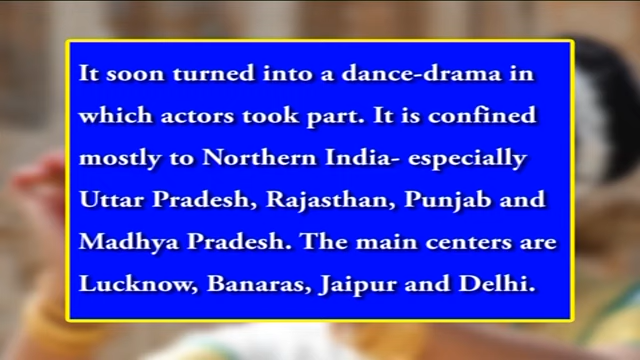 It soon turned into a dance-drama in
which actors took part. It is confined
mostly to Northern India- especially
Uttar Pradesh, Rajasthan, Punjab and
Madhya Pradesh. The main centers are
Lucknow, Banaras, Jaipur and Delhi.